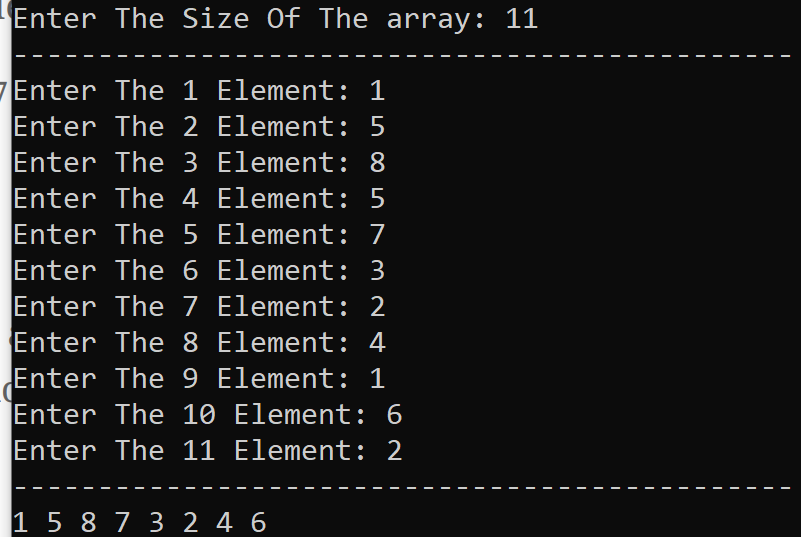 Enter The Size Of The array: 11
----------------------------------------------
Enter The 1 Element: 1
Enter The 2 Element: 5
Enter The 3 Element: 8
Enter The 4 Element: 5
Enter The 5 Element: 7
Enter The 6 Element: 3
Enter The 7 Element: 2
Enter The 8 Element: 4
Enter The 9 Element: 1
Enter The 10 Element: 6
Enter The 11 Element: 2
----------------------------------------------
1 5 8 7 3 2 4 6